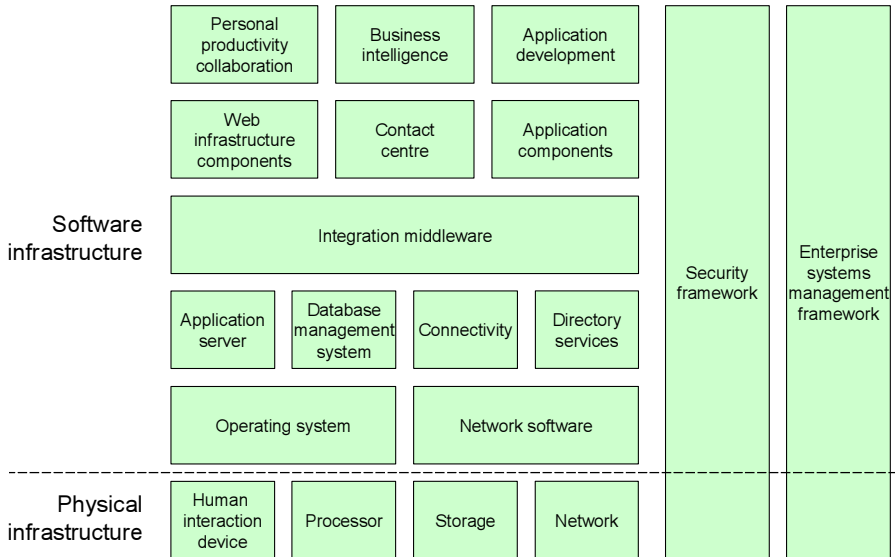 Personal
productivity
collaboration
Business
intelligence
Application
development
Web
infrastructure
components
Contact
centre
Application
components
Software
infrastructure
Integration middleware
Security
framework
Enterprise
systems
management
framework
Application
server
Database
management
system
Connectivity
Directory
services
Operating system
Network software
Physical
infrastructure
Human
interaction
device
Processor
Storage
Network